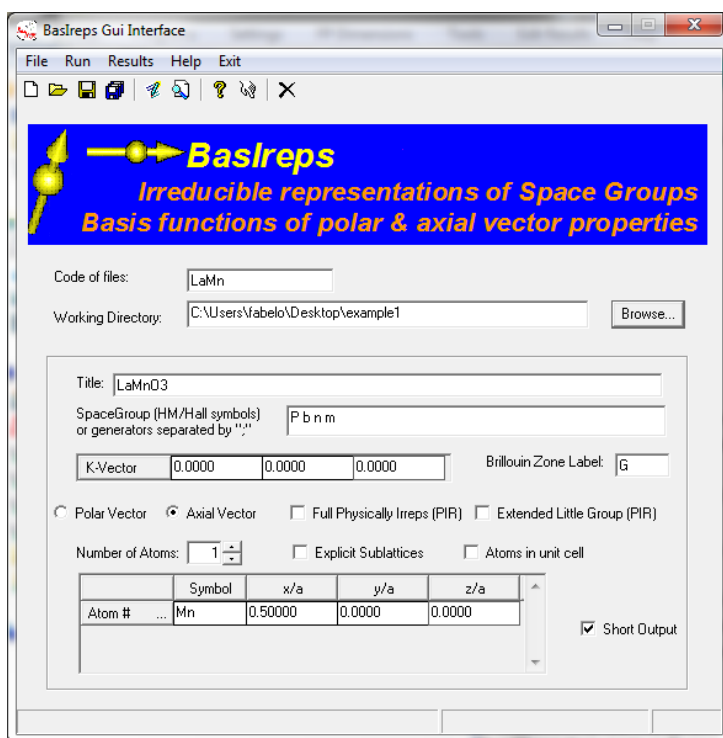 BasIreps Gui Interface
File Run Results Help Exit
BasIreps
Irreducible representations of Space Groups
Basis functions of polar & axial vector properties
Code of files: LaMn
Working Directory: C:\Users\fabelo\Desktop\example1 Browse...
Title: LaMnO3
SpaceGroup (HM/Hall symbols)
or generators separated by ";" P b n m
K-Vector 0.0000 0.0000 0.0000 Brillouin Zone Label: G
Polar Vector Axial Vector Full Physically Irreps (PIR) Extended Little Group (PIR)
Number of Atoms: 1 Explicit Sublattices Atoms in unit cell
Symbol x/a y/a z/a
Atom # ... Mn 0.50000 0.0000 0.0000
Short Output